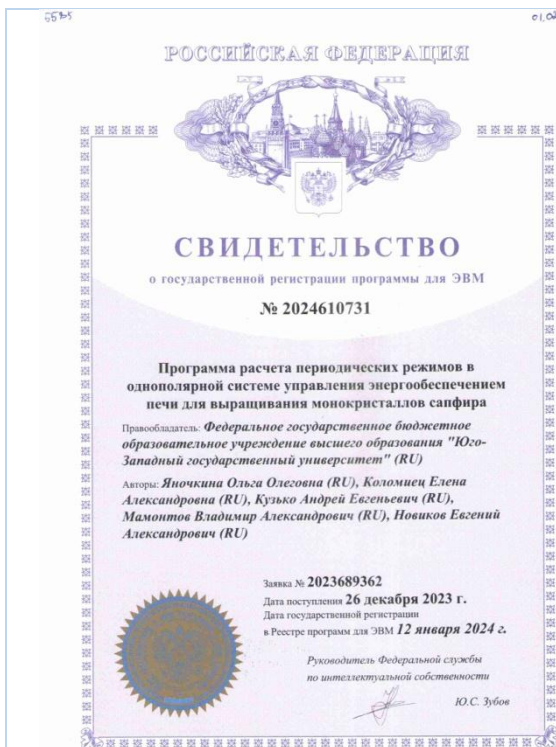 РОССИЙСКАЯ ФЕДЕРАЦИЯ
СВИДЕТЕЛЬСТВО
о государственной регистрации программы для ЭВМ
№ 2024610731
Программа расчета периодических режимов в
однополярной системе управления энергообеспечением
печи для выращивания монокристаллов сапфира
Правообладатель: Федеральное государственное бюджетное
образовательное учреждение высшего образования "Юго-
Западный государственный университет" (RU)
Авторы: Яночкина Ольга Олеговна (RU), Коломиец Елена
Александровна (RU), Кузько Андрей Евгеньевич (RU),
Мамонтов Владимир Александрович (RU), Новиков Евгений
Александрович (RU)
Заявка № 2023689362
Дата поступления 26 декабря 2023 г.
Дата государственной регистрации
в Реестре программ для ЭВМ 12 января 2024 г.
Руководитель Федеральной службы
по интеллектуальной собственности
Ю.С. Зубов